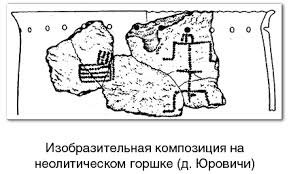 Изобразительная композиция на
неолитическом горшке (д. Юровичи)